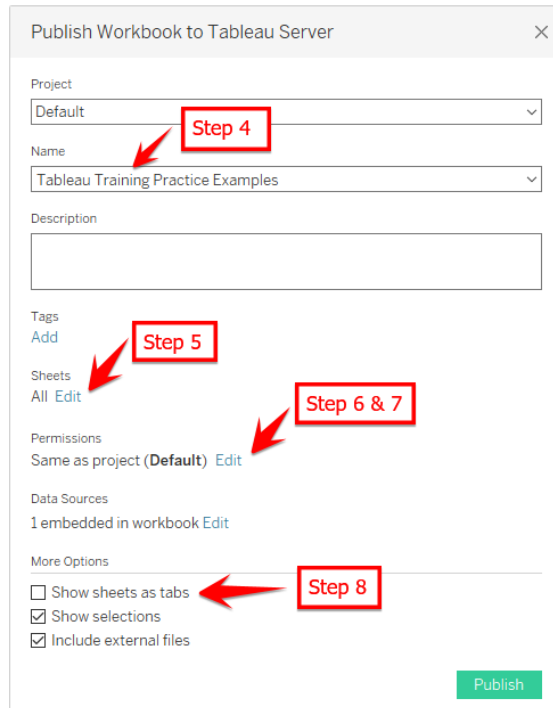 Publish Workbook to Tableau Server
Project
Default
Step 4
Name
Tableau Training Practice Examples
Description
Tags
Add
Step 5
Sheets
All Edit
Step 6 & 7
Permissions
Same as project (Default) Edit
Data Sources
1 embedded in workbook Edit
More Options
Show sheets as tabs
Step 8
Show selections
Include external files
Publish